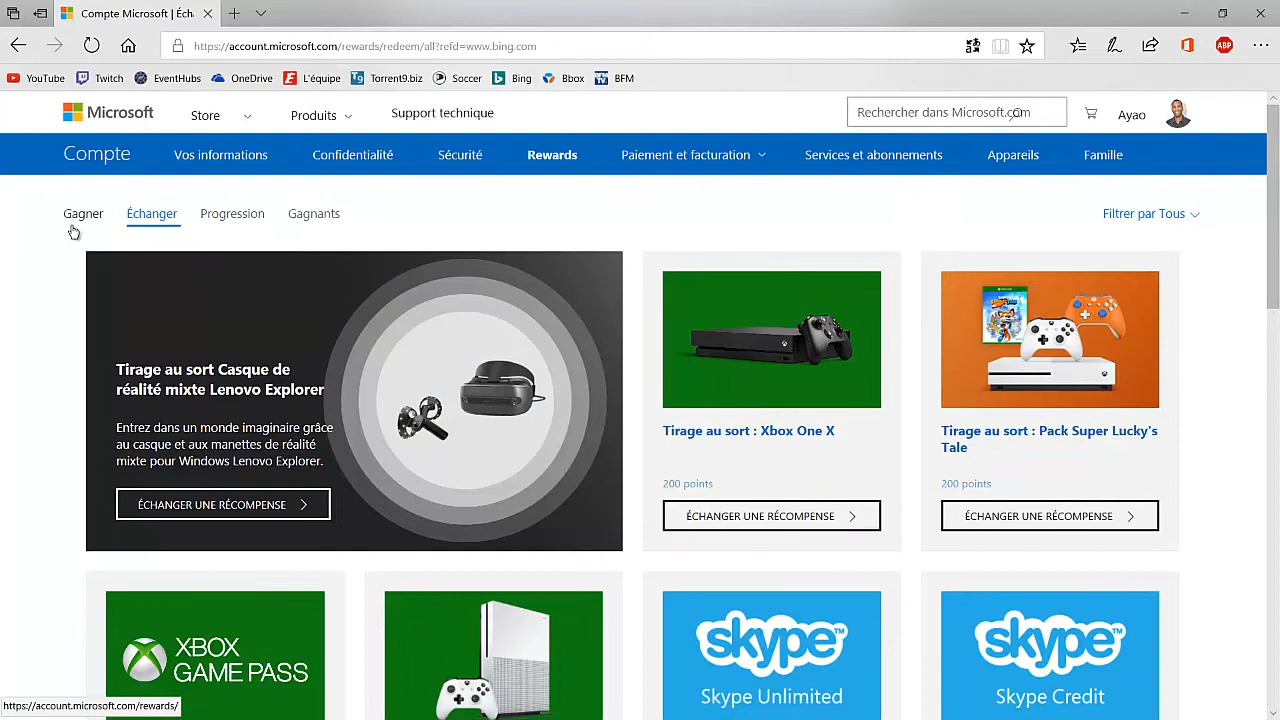 Compte Microsoft | Éch
https://account.microsoft.com/rewards/redeem/all?refd=www.bing.com
ABP
YouTube Twitch EventHubs OneDrive L'équipe Torrent9.biz Soccer Bing Bbox BFM
Microsoft Store Produits Support technique Rechercher dans Microsoft.com Ayao
Compte Vos informations Confidentialité Sécurité Rewards Paiement et facturation Services et abonnements Appareils Famille
Gagner Échanger Progression Gagnants Filtrer par Tous
Tirage au sort Casque de
réalité mixte Lenovo Explorer
Entrez dans un monde imaginaire grâce
au casque et aux manettes de réalité
mixte pour Windows Lenovo Explorer.
ÉCHANGER UNE RÉCOMPENSE
Tirage au sort : Xbox One X
200 points
ÉCHANGER UNE RÉCOMPENSE
Tirage au sort : Pack Super Lucky's
Tale
200 points
ÉCHANGER UNE RÉCOMPENSE
XBOX
GAME PASS
skype™
Skype Unlimited
skype™
Skype Credit
https://account.microsoft.com/rewards/